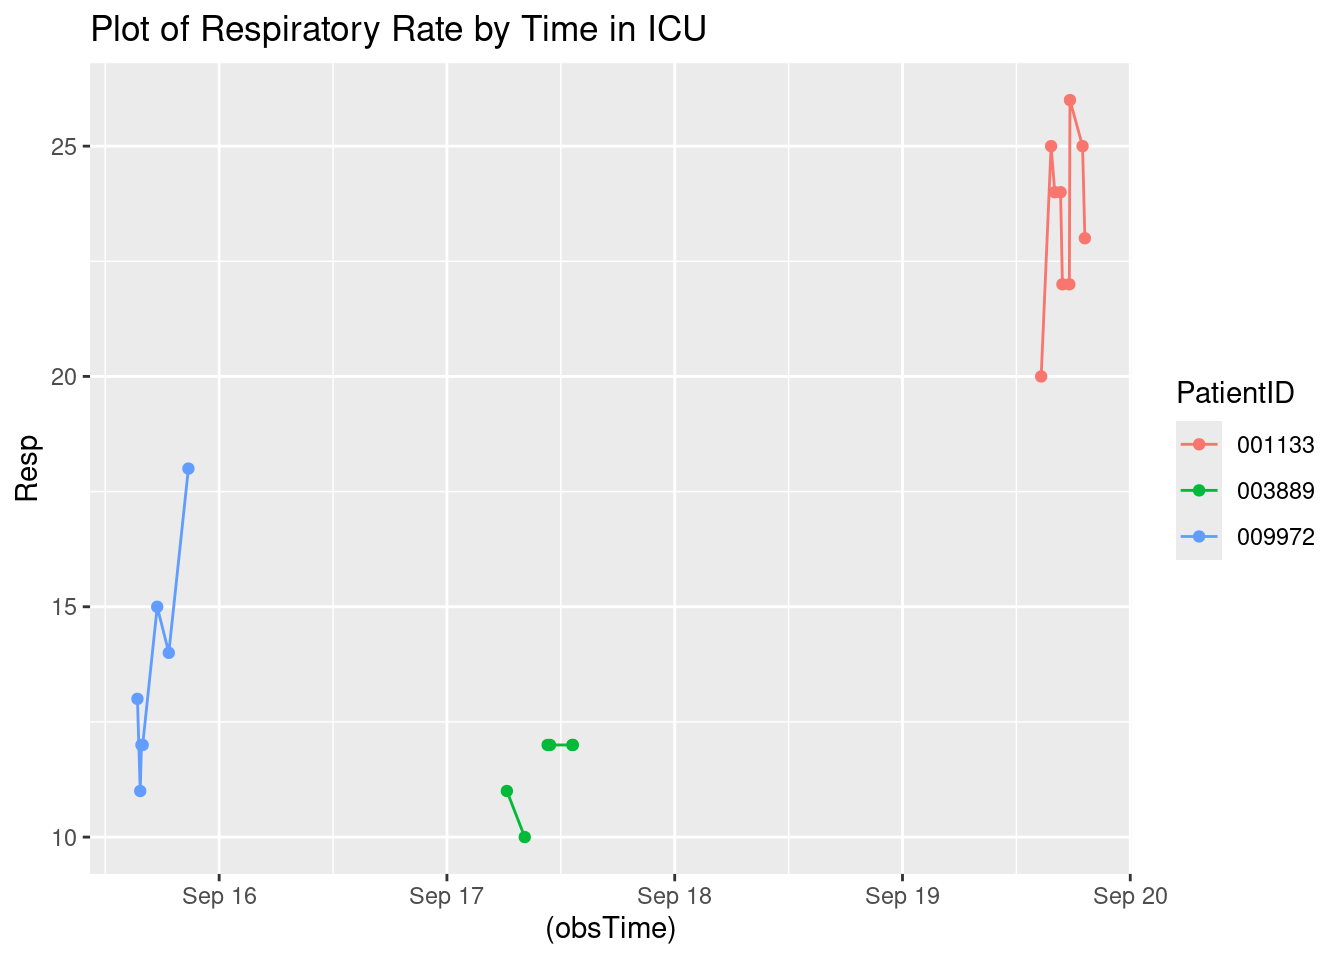 Plot of Respiratory Rate by Time in ICU
25
20
15
10
Resp
Sep 16
Sep 17
Sep 18
Sep 19
Sep 20
(obsTime)
PatientID
001133
003889
009972